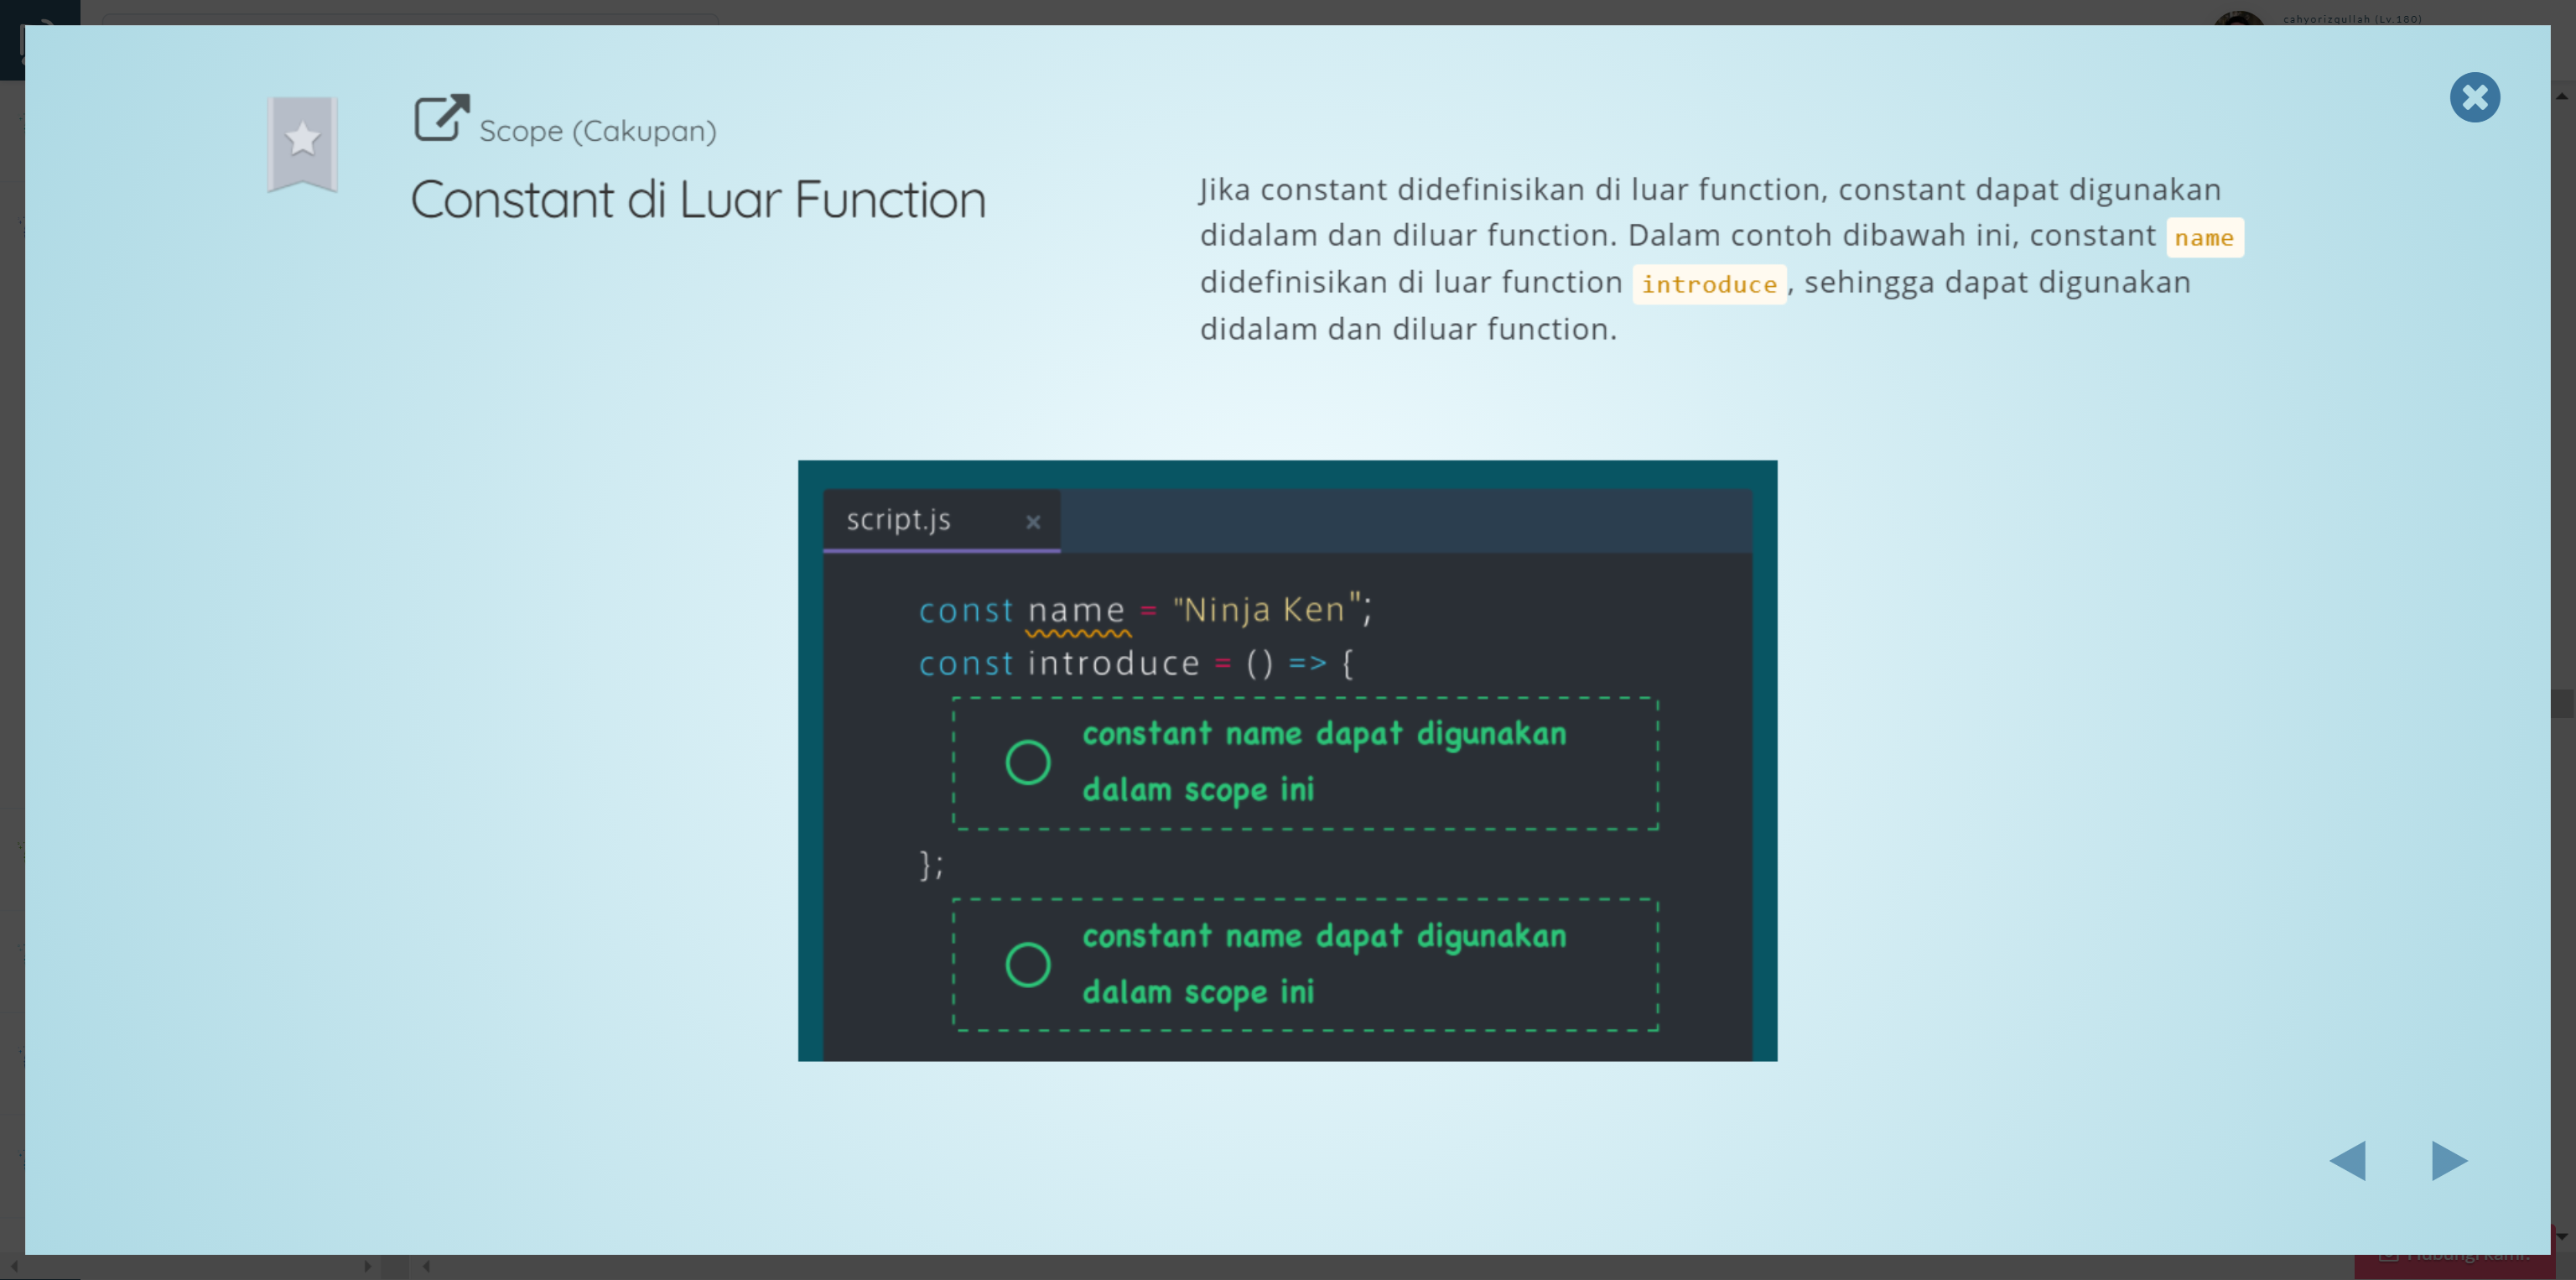 cahyorizqullah (Lv.180)
Scope (Cakupan)
Constant di Luar Function
Jika constant didefinisikan di luar function, constant dapat digunakan
didalam dan diluar function. Dalam contoh dibawah ini, constant name
didefinisikan di luar function introduce, sehingga dapat digunakan
didalam dan diluar function.
script.js
const name = "Ninja Ken";
const introduce = () => {
constant name dapat digunakan
dalam scope ini
};
constant name dapat digunakan
dalam scope ini
Hubungi kami.